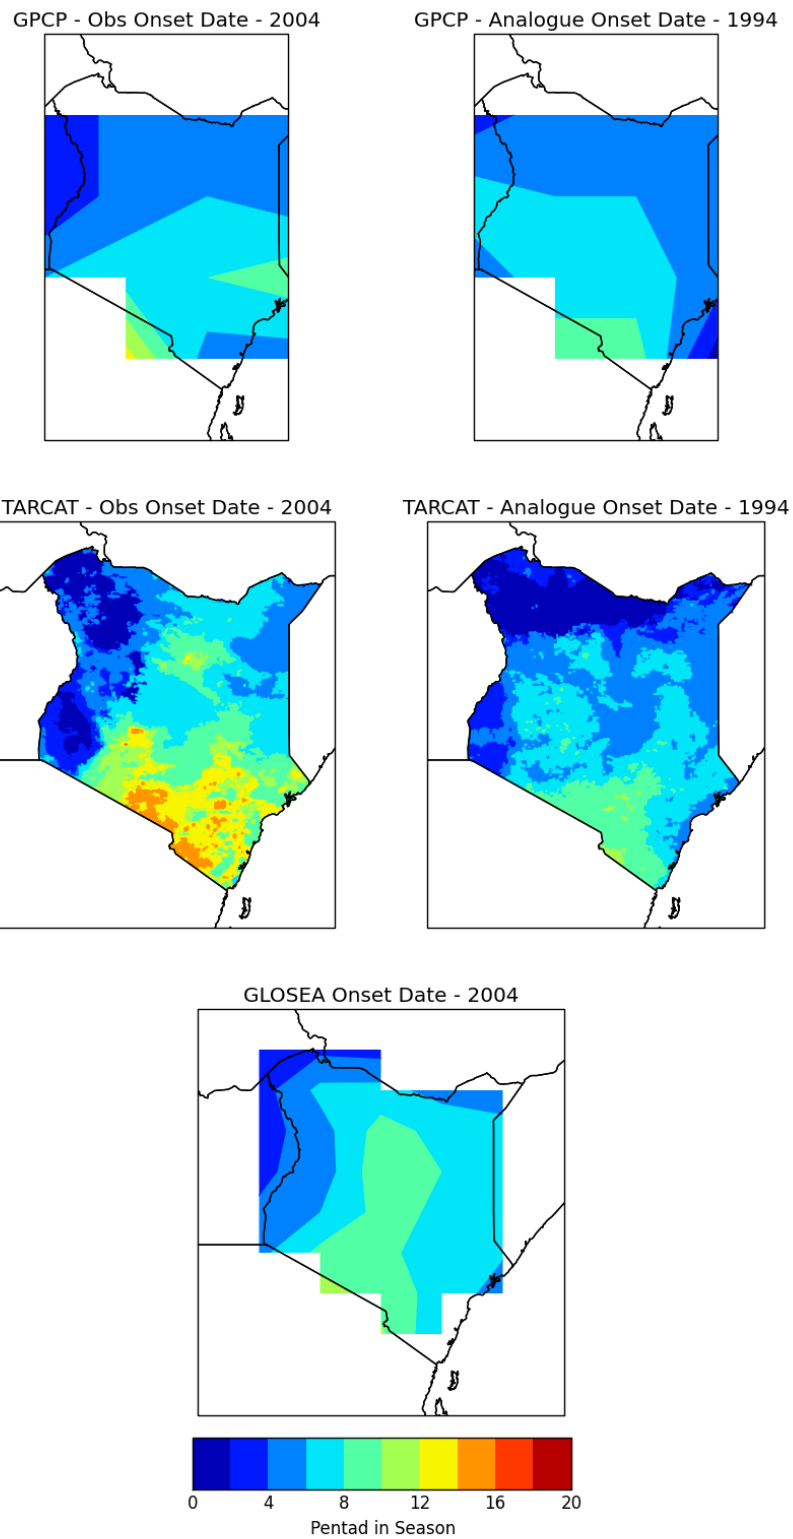 GPCP - Obs Onset Date - 2004
GPCP - Analogue Onset Date - 1994
TARCAT - Obs Onset Date - 2004
TARCAT - Analogue Onset Date - 1994
GLOSEA Onset Date - 2004
0 4 8 12 16 20
Pentad in Season